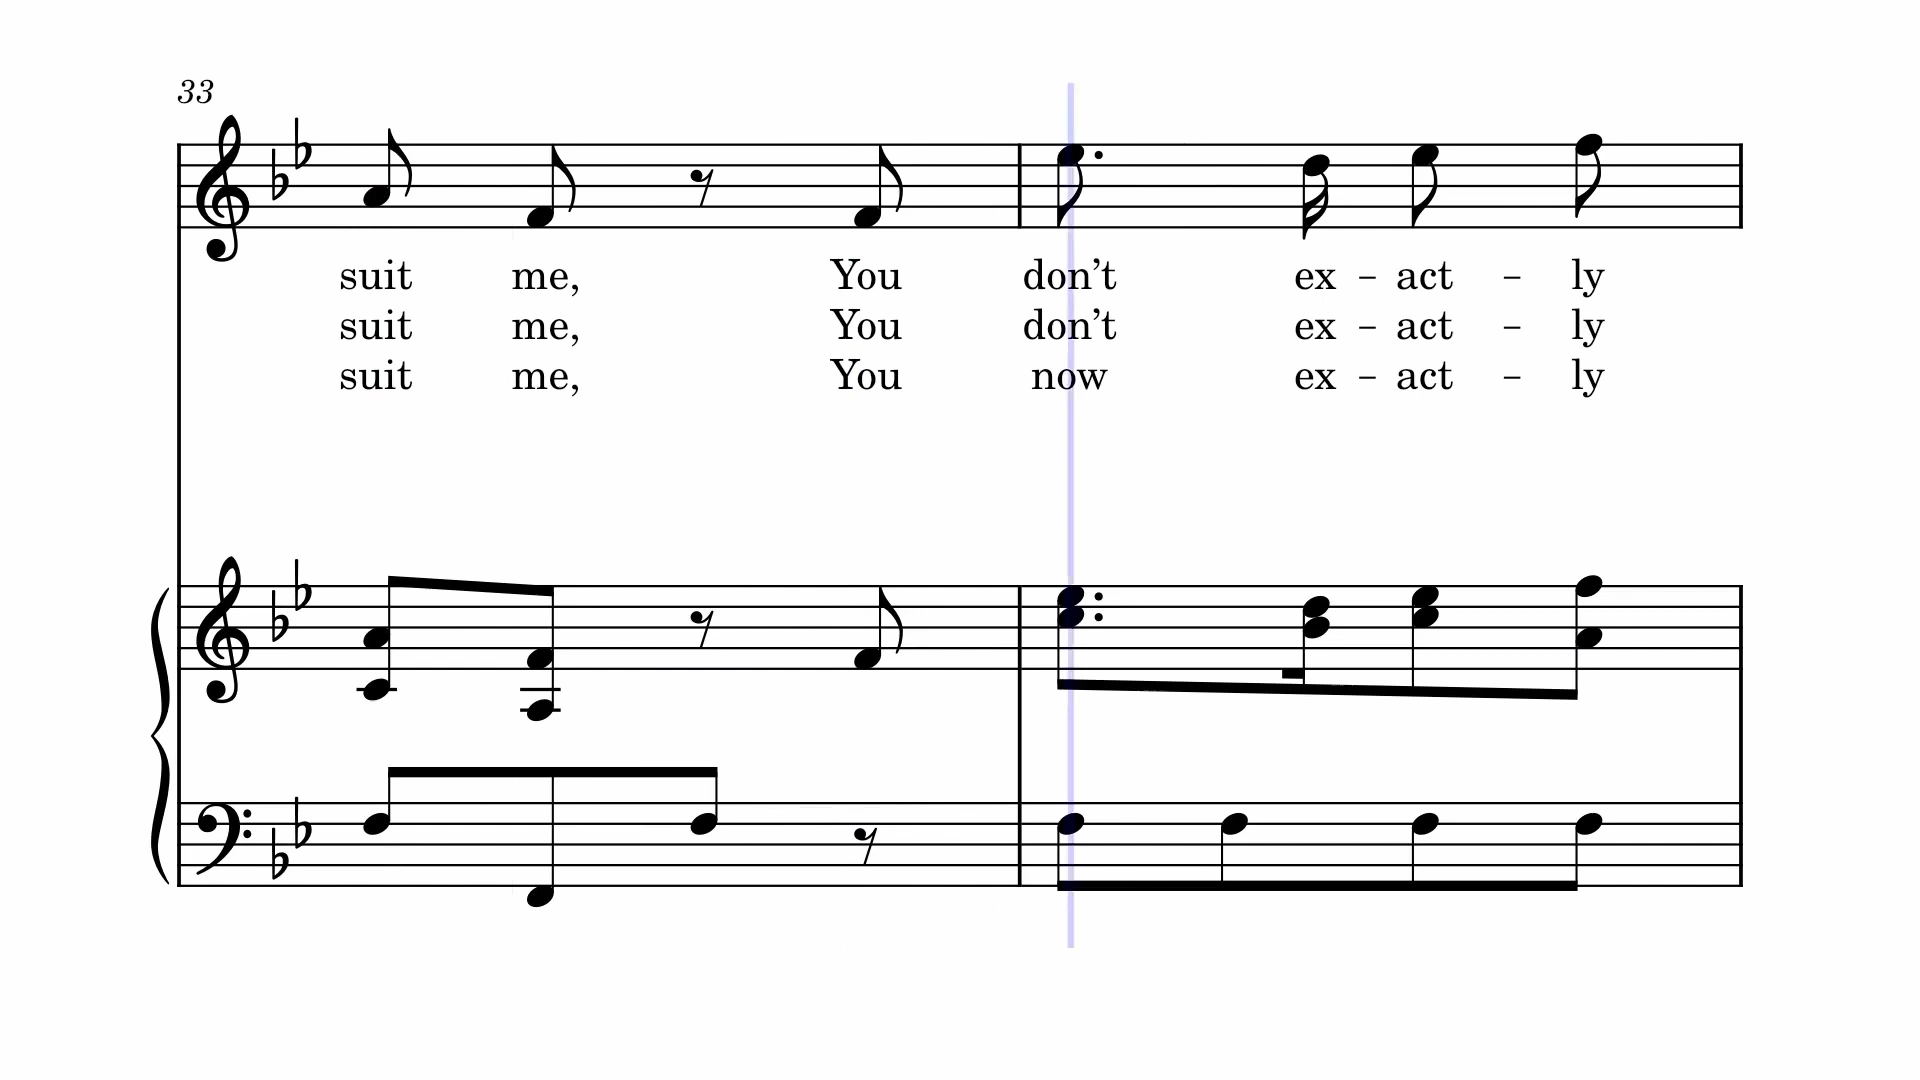 33
suit me, You don’t ex – act – ly
suit me, You don’t ex – act – ly
suit me, You now ex – act – ly